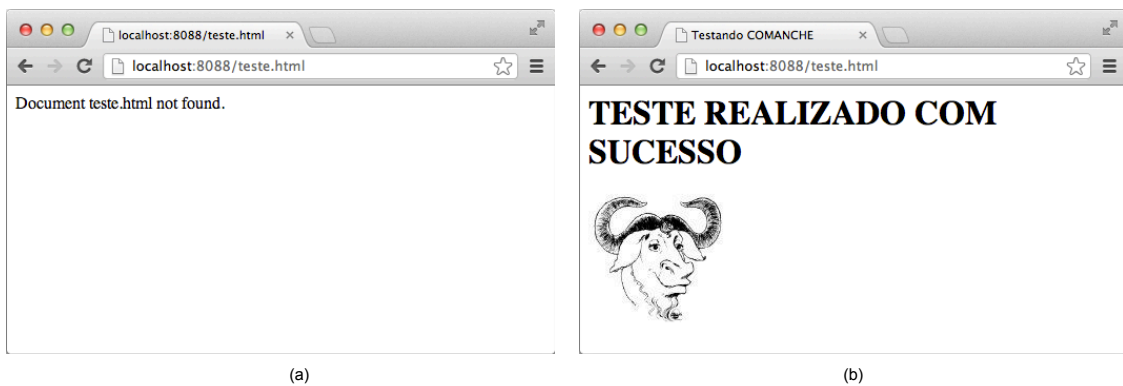 localhost:8088/teste.html
localhost:8088/teste.html
Document teste.html not found.
(a)
Testando COMANCHE
localhost:8088/teste.html
TESTE REALIZADO COM
SUCESSO
(b)